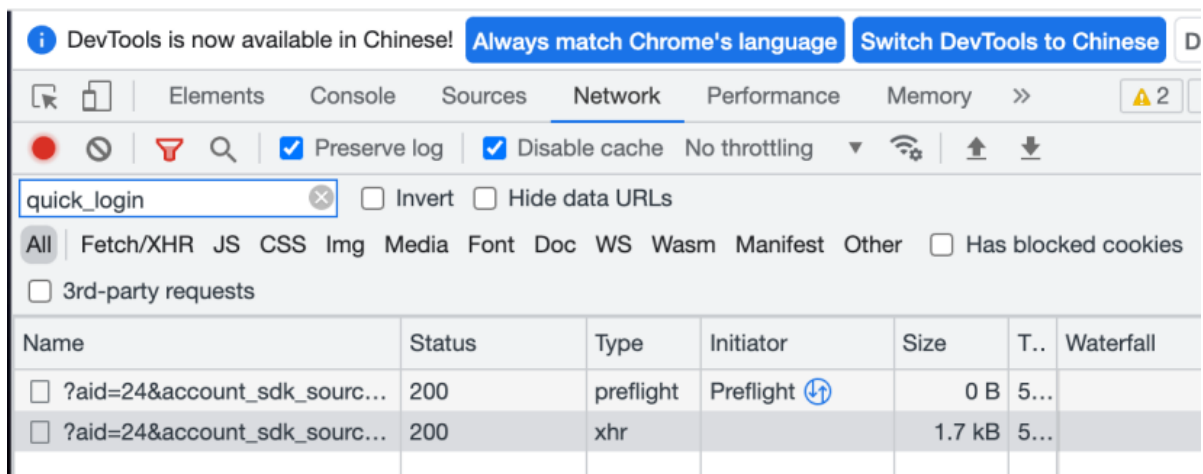 DevTools is now available in Chinese! Always match Chrome's language Switch DevTools to Chinese D
Elements Console Sources Network Performance Memory » 2
Preserve log Disable cache No throttling
quick_login Invert Hide data URLs
All Fetch/XHR JS CSS Img Media Font Doc WS Wasm Manifest Other Has blocked cookies
3rd-party requests
Name Status Type Initiator Size T.. Waterfall
?aid=24&account_sdk_sourc... 200 preflight Preflight 0 B 5...
?aid=24&account_sdk_sourc... 200 xhr 1.7 kB 5...